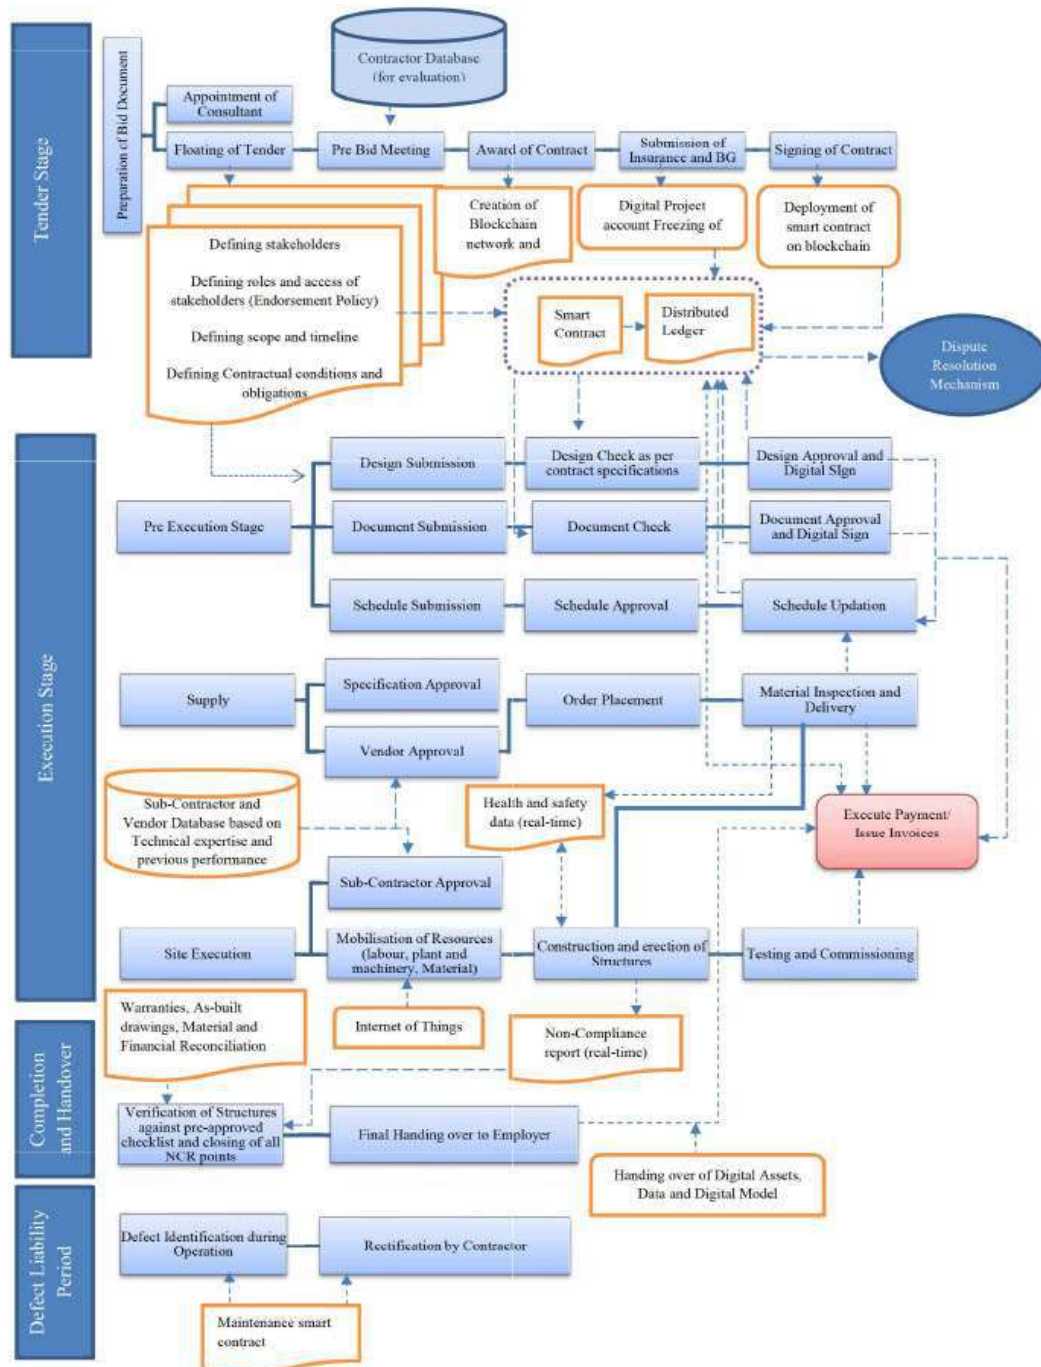 Tender Stage
Preparation of Bid Document
Contractor Database
(for evaluation)
Appointment of
Consultant
Floating of Tender
Pre Bid Meeting
Award of Contract
Submission of
Insurance and BG
Signing of Contract
Defining stakeholders
Defining roles and access of
stakeholders (Endorsement Policy)
Defining scope and timeline
Defining Contractual conditions and
obligations
Creation of
Blockchain
network and
Digital Project
account Freezing of
Deployment of
smart contract
on blockchain
Smart
Contract
Distributed
Ledger
Dispute
Resolution
Mechanism
Execution Stage
Pre Execution Stage
Design Submission
Design Check as per
contract specifications
Design Approval and
Digital SIgn
Document Submission
Document Check
Document Approval
and Digital Sign
Schedule Submission
Schedule Approval
Schedule Updation
Supply
Specification Approval
Vendor Approval
Order Placement
Material Inspection and
Delivery
Sub-Contractor and
Vendor Database based on
Technical expertise and
previous performance
Health and safety
data (real-time)
Execute Payment/
Issue Invoices
Sub-Contractor Approval
Site Execution
Mobilisation of Resources
(labour, plant and
machinery, Material)
Construction and erection of
Structures
Testing and Commissioning
Internet of Things
Non-Compliance
report (real-time)
Completion
and Handover
Warranties, As-built
drawings, Material and
Financial Reconciliation
Verification of Structures
against pre-approved
checklist and closing of all
NCR points
Final Handing over to Employer
Handing over of Digital Assets,
Data and Digital Model
Defect Liability
Period
Defect Identification during
Operation
Rectification by Contractor
Maintenance smart
contract